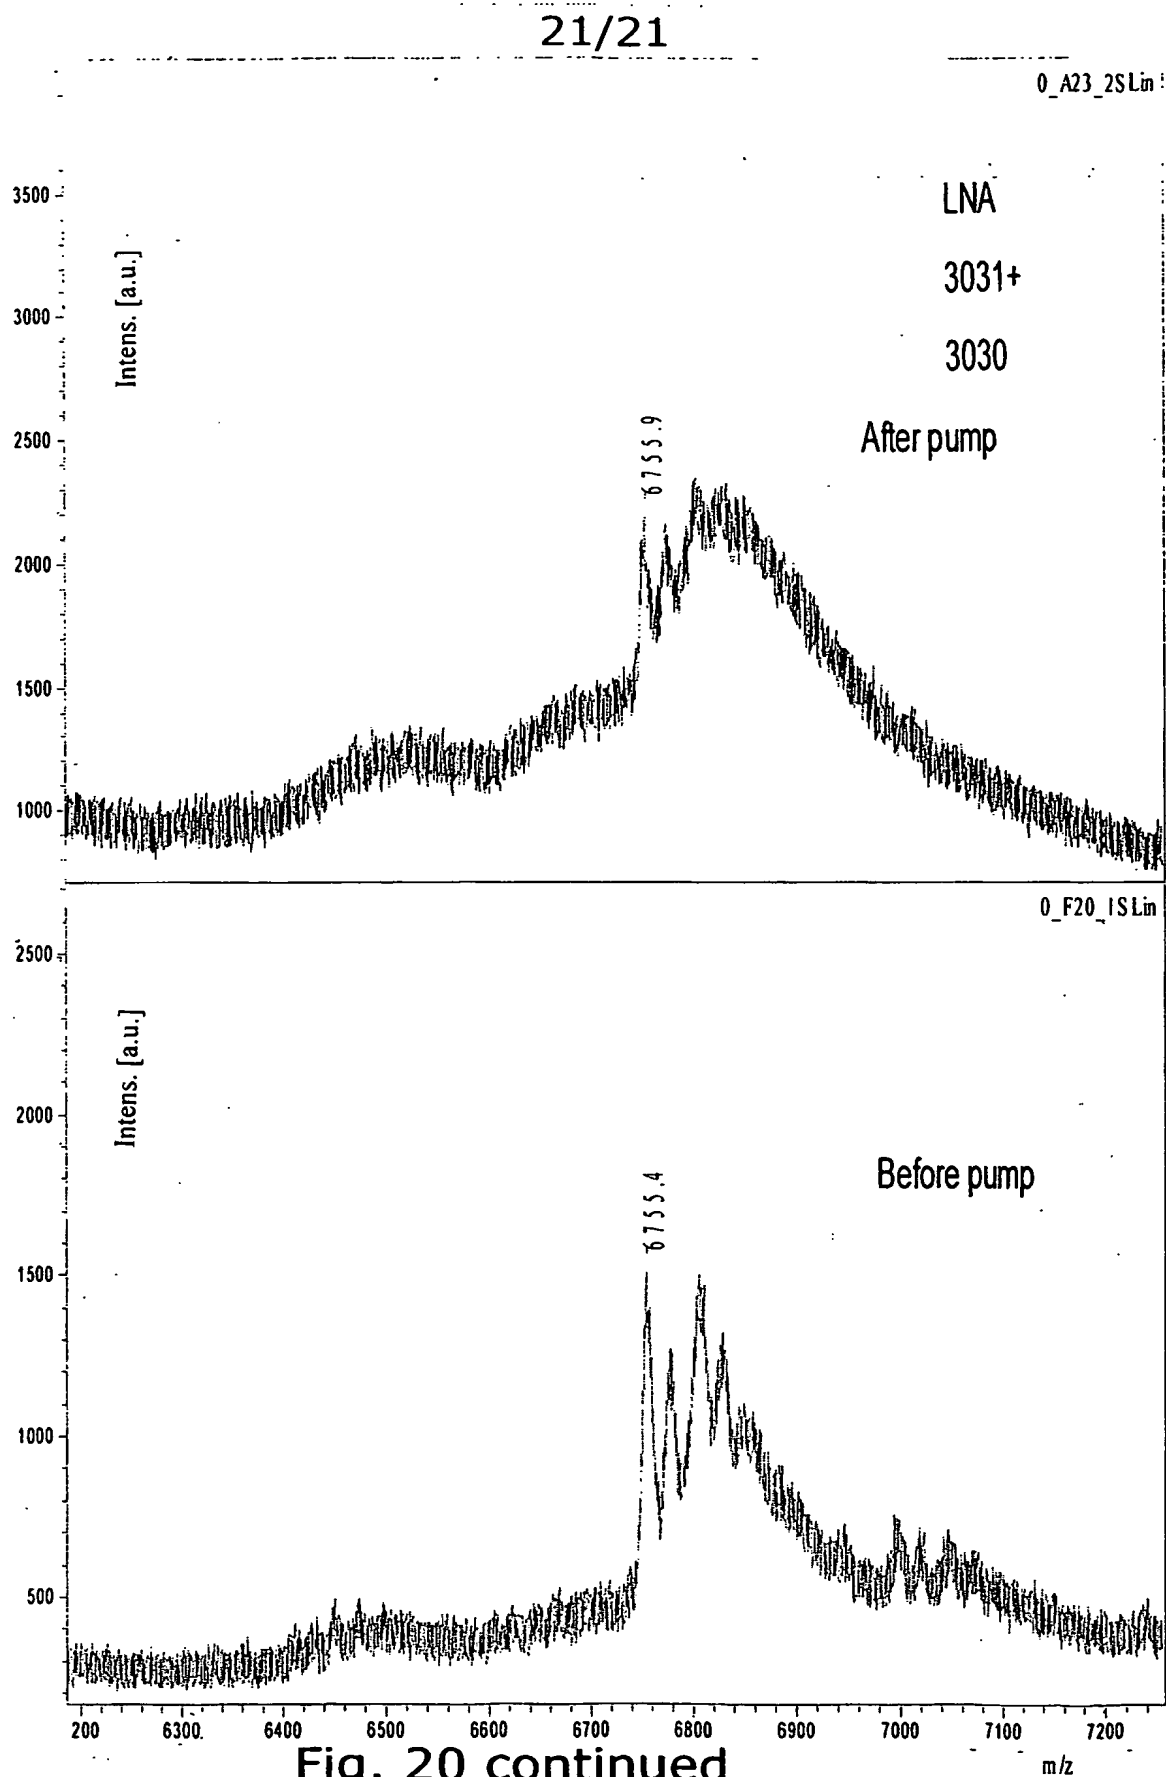 21/21
0_A23_2SLin
3500
3000
2500
2000
1500
1000
Intens. [a.u.]
LNA
3031+
3030
After pump
6755.9
0_F20_1SLin
2500
2000
1500
1000
500
Intens. [a.u.]
Before pump
6755.4
200 6300 6400 6500 6600 6700 6800 6900 7000 7100 7200
m/z
Fig. 20 continued